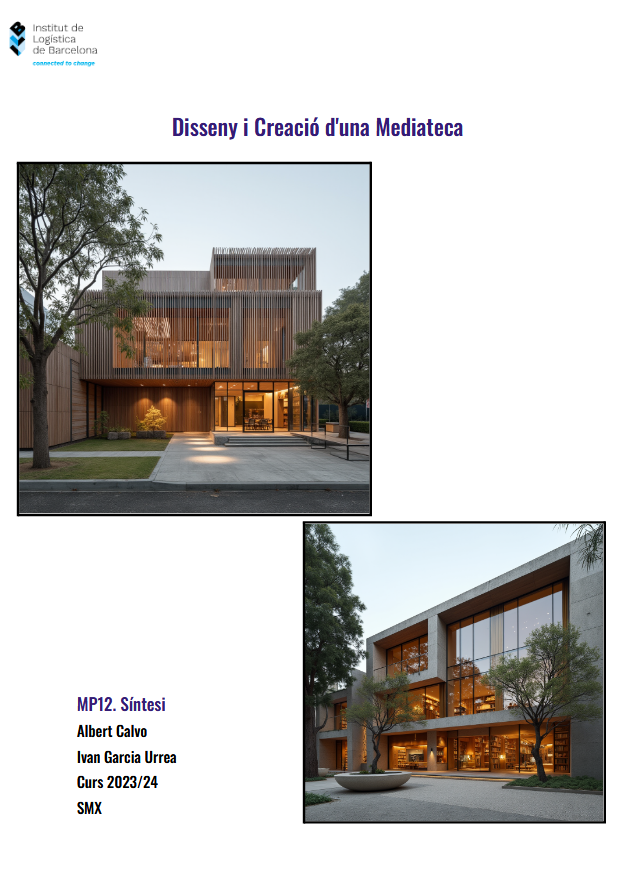 Institut de
Logística
de Barcelona
connected to change
Disseny i Creació d'una Mediateca
MP12. Síntesi
Albert Calvo
Ivan Garcia Urrea
Curs 2023/24
SMX